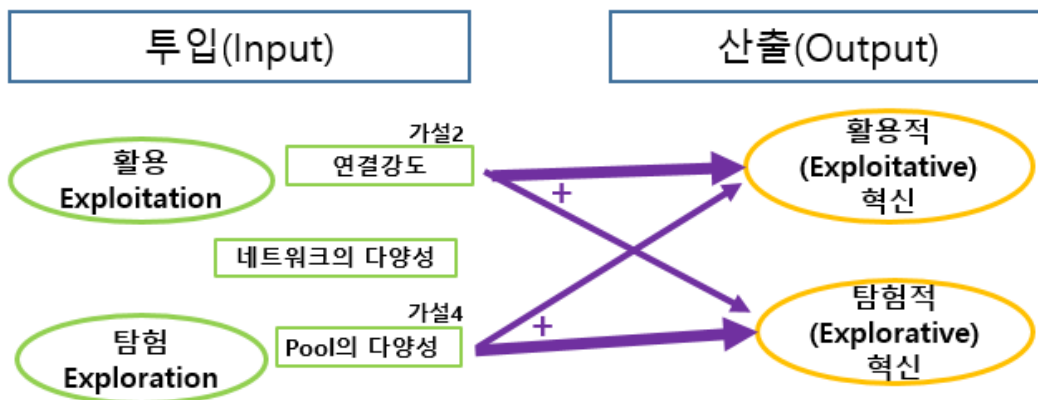 투입(Input)
산출(Output)
가설2
활용
Exploitation
연결강도
+
활용적
(Exploitative)
혁신
네트워크의 다양성
가설4
탐험
Exploration
Pool의 다양성
+
탐험적
(Explorative)
혁신